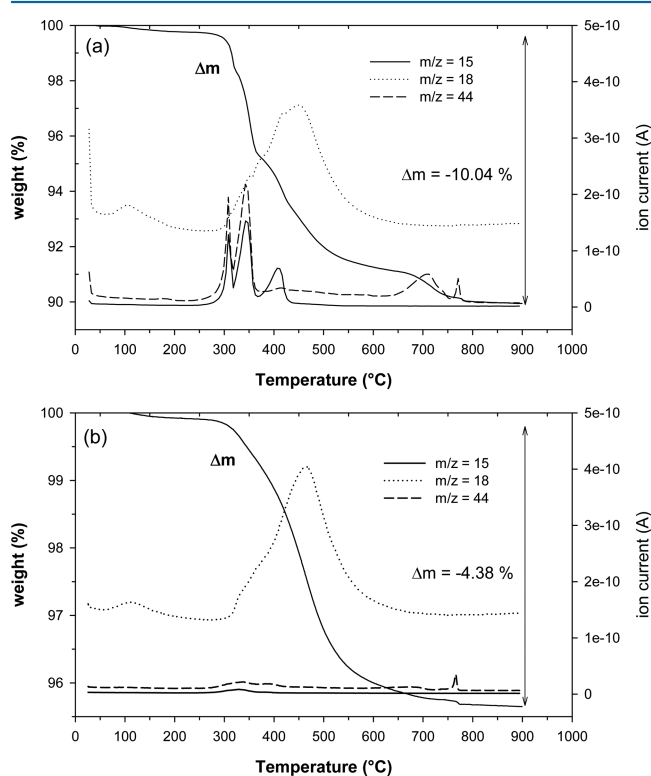 (a)
Δm
m/z = 15
m/z = 18
m/z = 44
Δm = -10.04 %
weight (%)
100
98
96
94
92
90
ion current (A)
5e-10
4e-10
3e-10
2e-10
1e-10
0
0 100 200 300 400 500 600 700 800 900 1000
Temperature (°C)
(b)
Δm
m/z = 15
m/z = 18
m/z = 44
Δm = -4.38 %
weight (%)
100
99
98
97
96
ion current (A)
5e-10
4e-10
3e-10
2e-10
1e-10
0
0 100 200 300 400 500 600 700 800 900 1000
Temperature (°C)